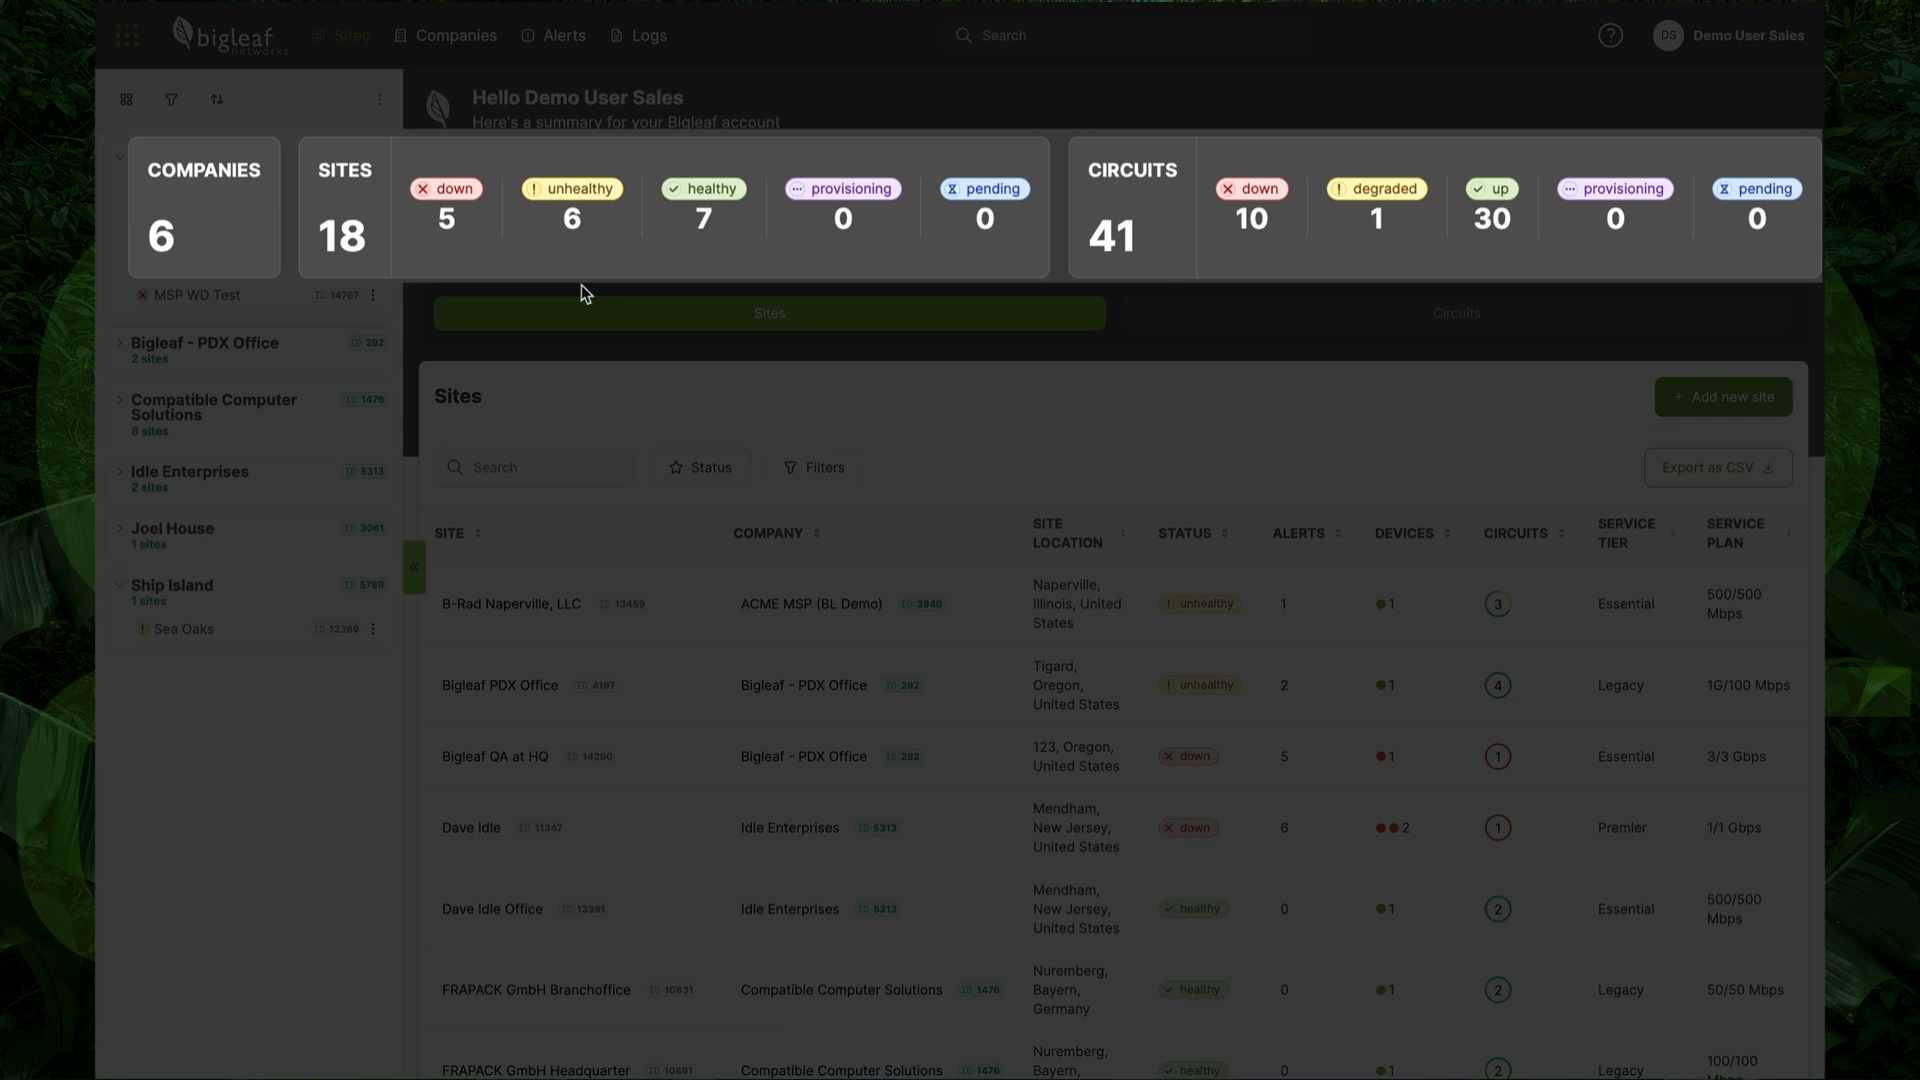 bigleaf
networks
Sites
Companies
Alerts
Logs
Search
?
DS
Demo User Sales
Hello Demo User Sales
Here's a summary for your Bigleaf account
COMPANIES
6
SITES
18
down
5
unhealthy
6
healthy
7
provisioning
0
pending
0
CIRCUITS
41
down
10
degraded
1
up
30
provisioning
0
pending
0
MSP WD Test ID 14767
Bigleaf - PDX Office ID 292
2 sites
Compatible Computer ID 1476
Solutions
8 sites
Idle Enterprises ID 5313
2 sites
Joel House ID 3061
1 sites
Ship Island ID 5789
1 sites
Sea Oaks ID 12369
Sites
Circuits
Sites
+ Add new site
Search
Status
Filters
Export as CSV
SITE
COMPANY
SITE
LOCATION
STATUS
ALERTS
DEVICES
CIRCUITS
SERVICE
TIER
SERVICE
PLAN
B-Rad Naperville, LLC ID 13459
ACME MSP (BL Demo) ID 3940
Naperville,
Illinois, United
States
unhealthy
1
1
3
Essential
500/500
Mbps
Bigleaf PDX Office ID 4197
Bigleaf - PDX Office ID 292
Tigard,
Oregon,
United States
unhealthy
2
1
4
Legacy
1G/100 Mbps
Bigleaf QA at HQ ID 14290
Bigleaf - PDX Office ID 292
123, Oregon,
United States
down
5
1
1
Essential
3/3 Gbps
Dave Idle ID 11347
Idle Enterprises ID 5313
Mendham,
New Jersey,
United States
down
6
2
1
Premier
1/1 Gbps
Dave Idle Office ID 13391
Idle Enterprises ID 5313
Mendham,
New Jersey,
United States
healthy
0
1
2
Essential
500/500
Mbps
FRAPACK GmbH Branchoffice ID 10831
Compatible Computer Solutions ID 1476
Nuremberg,
Bayern,
Germany
healthy
0
1
2
Legacy
50/50 Mbps
FRAPACK GmbH Headquarter ID 10891
Compatible Computer Solutions ID 1476
Nuremberg,
Bayern,
healthy
0
1
2
Legacy
100/100